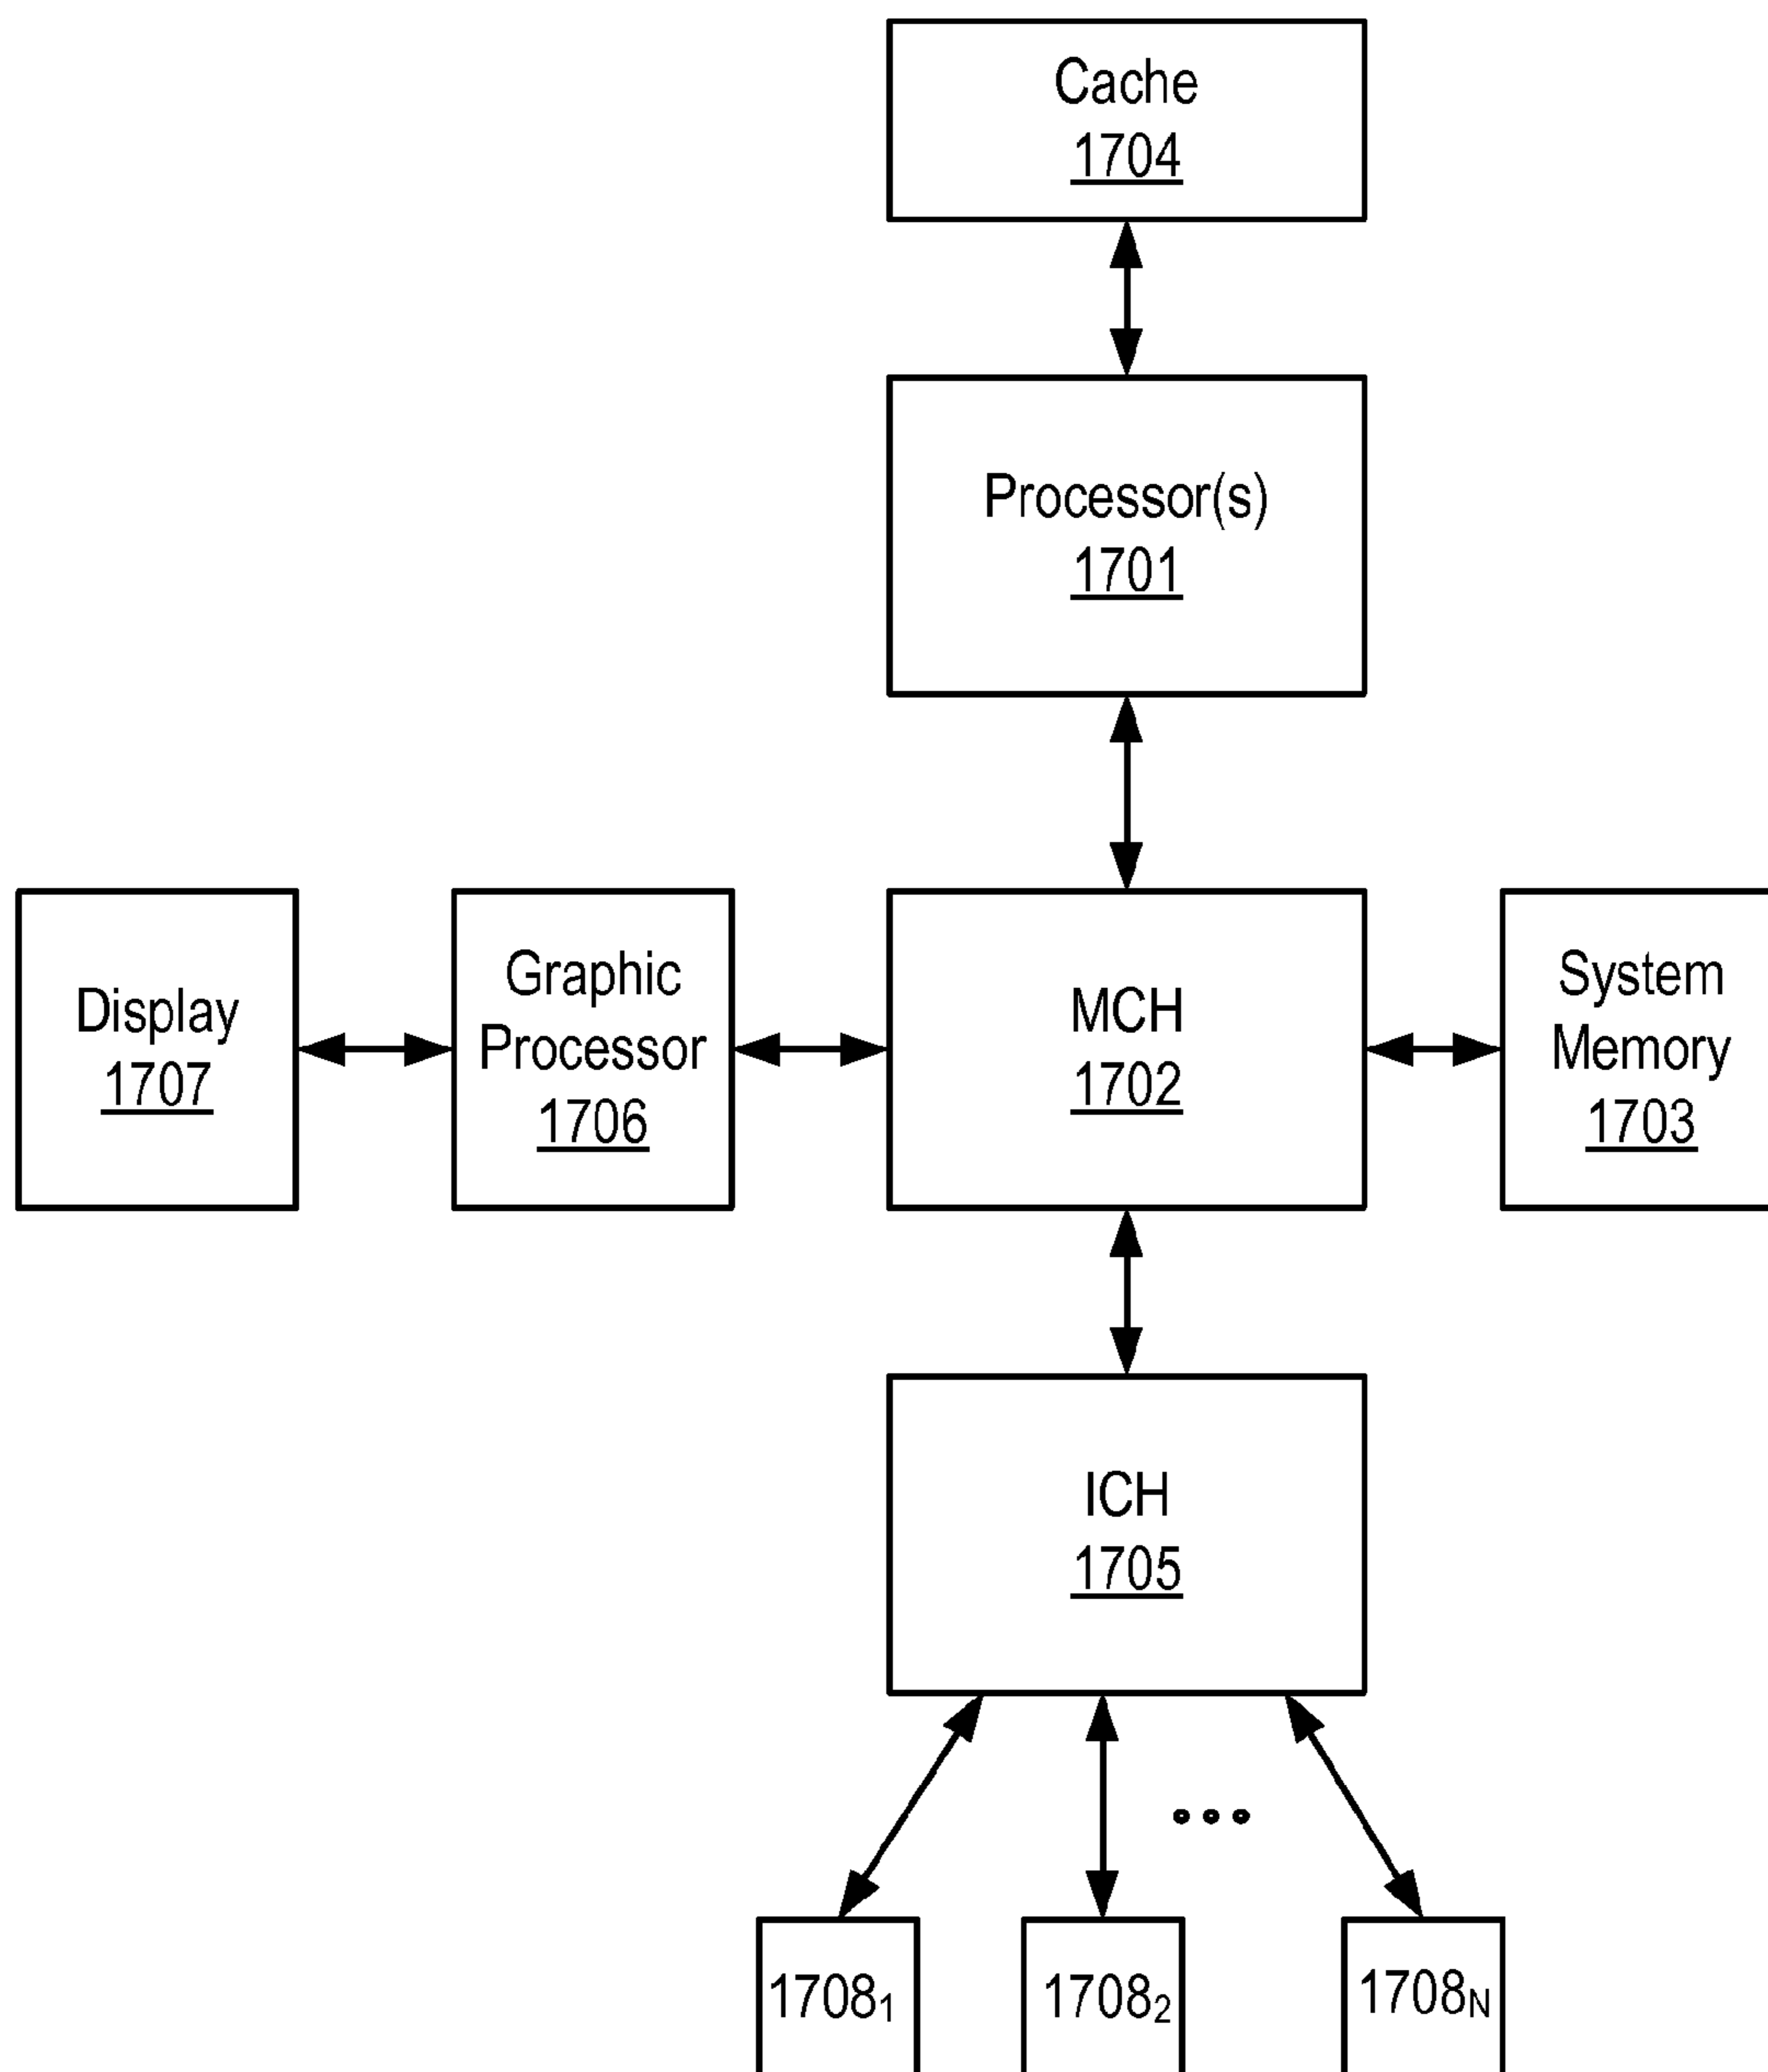 Cache
1704
Processor(s)
1701
Display
1707
Graphic
Processor
1706
MCH
1702
System
Memory
1703
ICH
1705
1708₁
1708₂
1708N